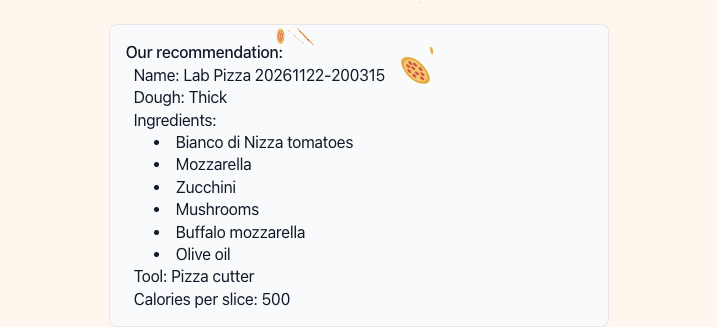 Our recommendation:
Name: Lab Pizza 20261122-200315
Dough: Thick
Ingredients:
• Bianco di Nizza tomatoes
• Mozzarella
• Zucchini
• Mushrooms
• Buffalo mozzarella
• Olive oil
Tool: Pizza cutter
Calories per slice: 500